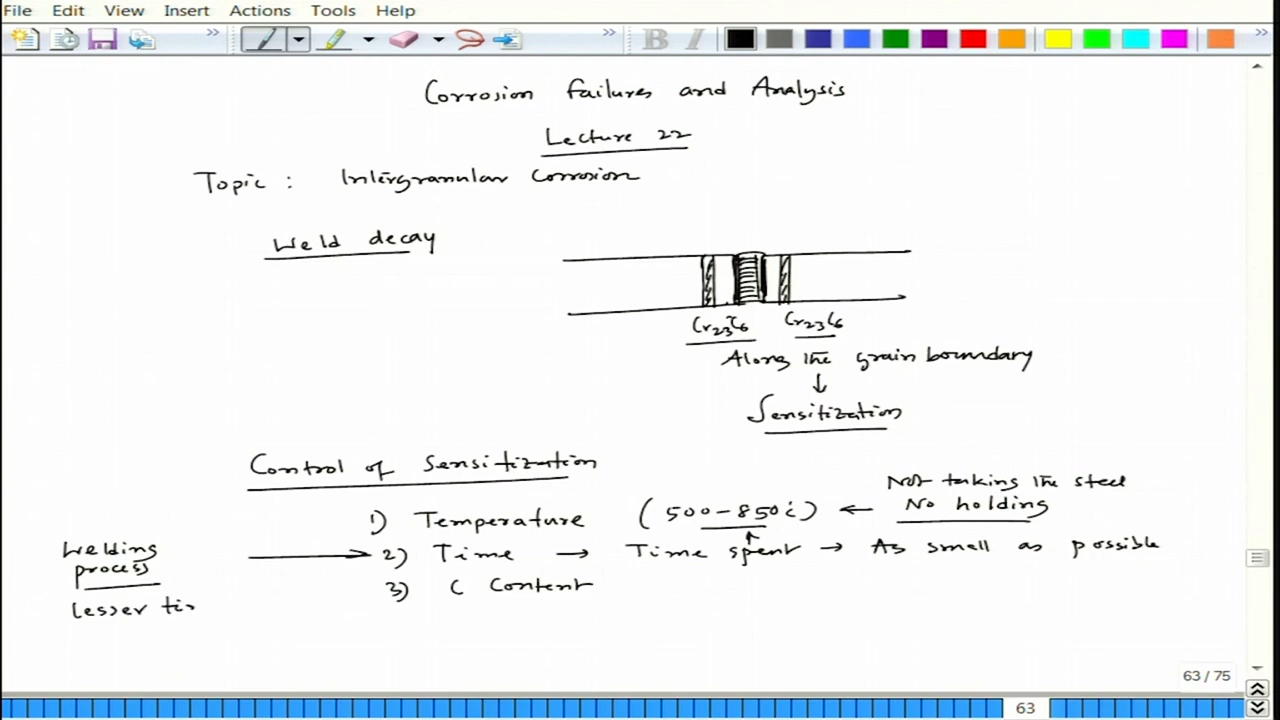 File Edit View Insert Actions Tools Help
Corrosion Failures and Analysis
Lecture 22
Topic : Intergranular Corrosion
Weld decay
Cr23C6 Cr23C6
Along the grain boundary
↓
Sensitization
Control of Sensitization
Not taking the steel
1) Temperature (500-850°C) ← No holding
Welding process
2) Time → Time spent → As small as possible
3) C Content
Lesser ti
63 / 75
63